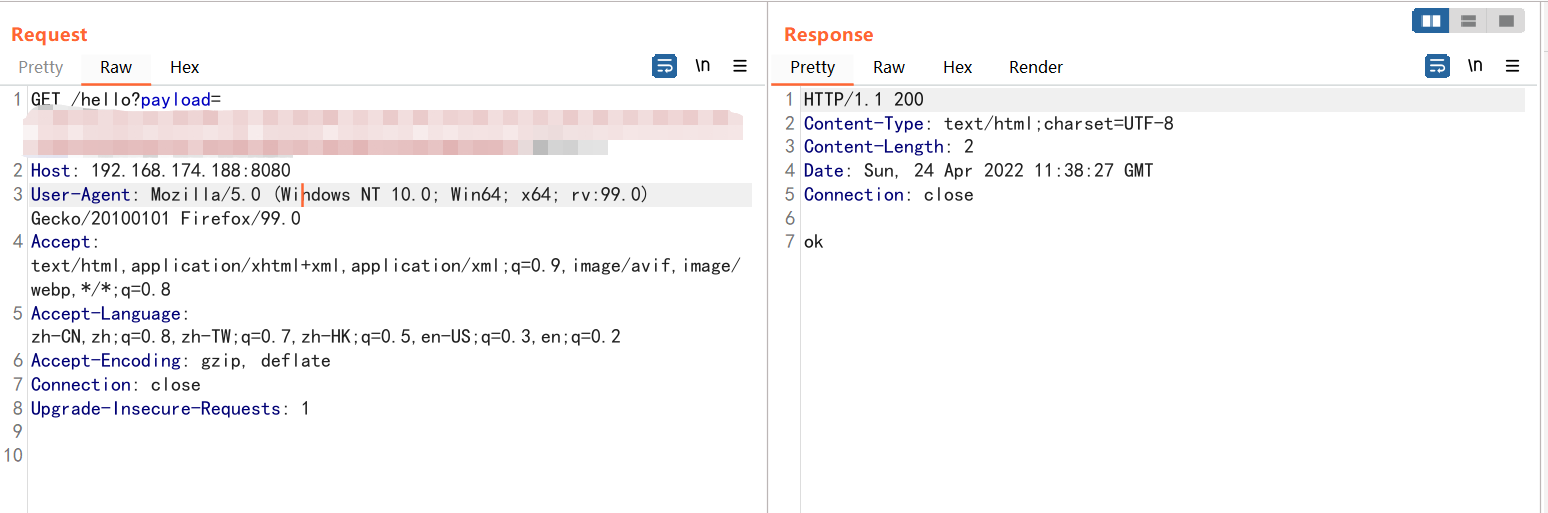 Request
Pretty Raw Hex \n
1 GET /hello?payload=
2 Host: 192.168.174.188:8080
3 User-Agent: Mozilla/5.0 (Windows NT 10.0; Win64; x64; rv:99.0)
Gecko/20100101 Firefox/99.0
4 Accept:
text/html,application/xhtml+xml,application/xml;q=0.9,image/avif,image/
webp,*/*;q=0.8
5 Accept-Language:
zh-CN,zh;q=0.8,zh-TW;q=0.7,zh-HK;q=0.5,en-US;q=0.3,en;q=0.2
6 Accept-Encoding: gzip, deflate
7 Connection: close
8 Upgrade-Insecure-Requests: 1
9
10
Response
Pretty Raw Hex Render \n
1 HTTP/1.1 200
2 Content-Type: text/html;charset=UTF-8
3 Content-Length: 2
4 Date: Sun, 24 Apr 2022 11:38:27 GMT
5 Connection: close
6
7 ok